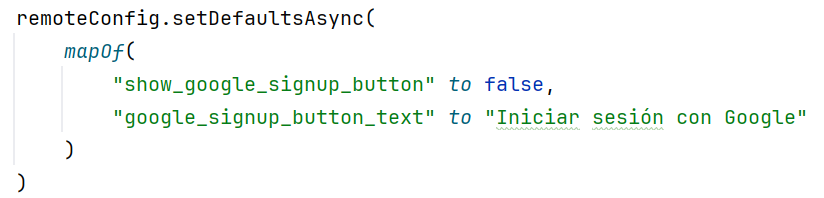 remoteConfig.setDefaultsAsync(
    mapOf(
        "show_google_signup_button" to false,
        "google_signup_button_text" to "Iniciar sesión con Google"
    )
)